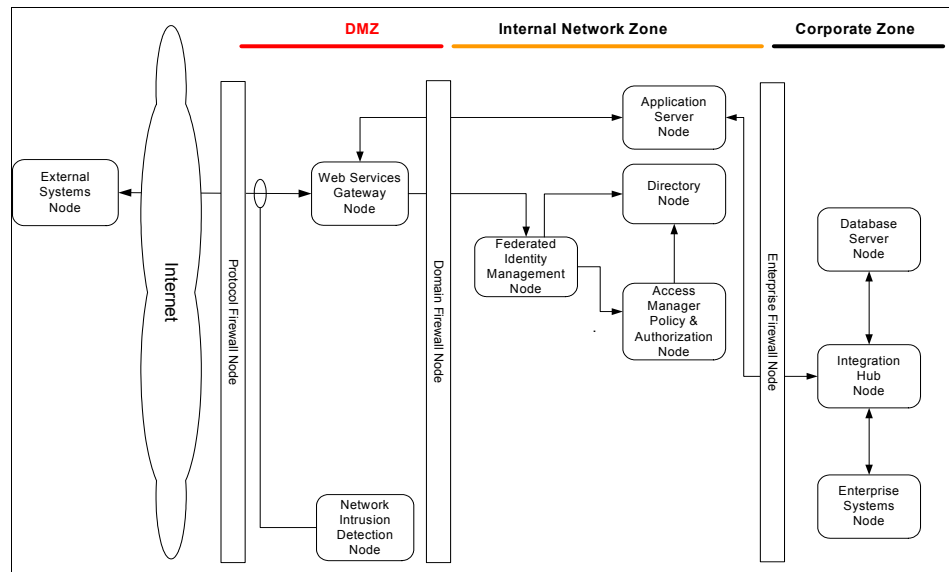 DMZ
Internal Network Zone
Corporate Zone
External
Systems
Node
Internet
Protocol Firewall Node
Web Services
Gateway
Node
Network
Intrusion
Detection
Node
Domain Firewall Node
Application
Server
Node
Directory
Node
Federated
Identity
Management
Node
Access
Manager
Policy &
Authorization
Node
Enterprise Firewall Node
Database
Server
Node
Integration
Hub
Node
Enterprise
Systems
Node